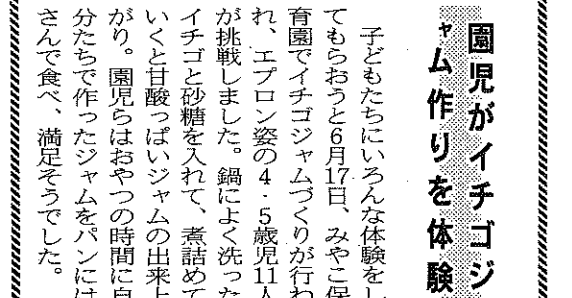 園児がイチゴジ
ャム作りを体験
子どもたちにいろんな体験をし
てもらおうと6月17日、みやこ保
育園でイチゴジャムづくりが行わ
れ、エプロン姿の4・5歳児11人
が挑戦しました。鍋によく洗った
イチゴと砂糖を入れて、煮詰めて
いくと甘酸っぱいジャムの出来上
がり。園児らはおやつの時間に自
分たちで作ったジャムをパンには
さんで食べ、満足そうでした。